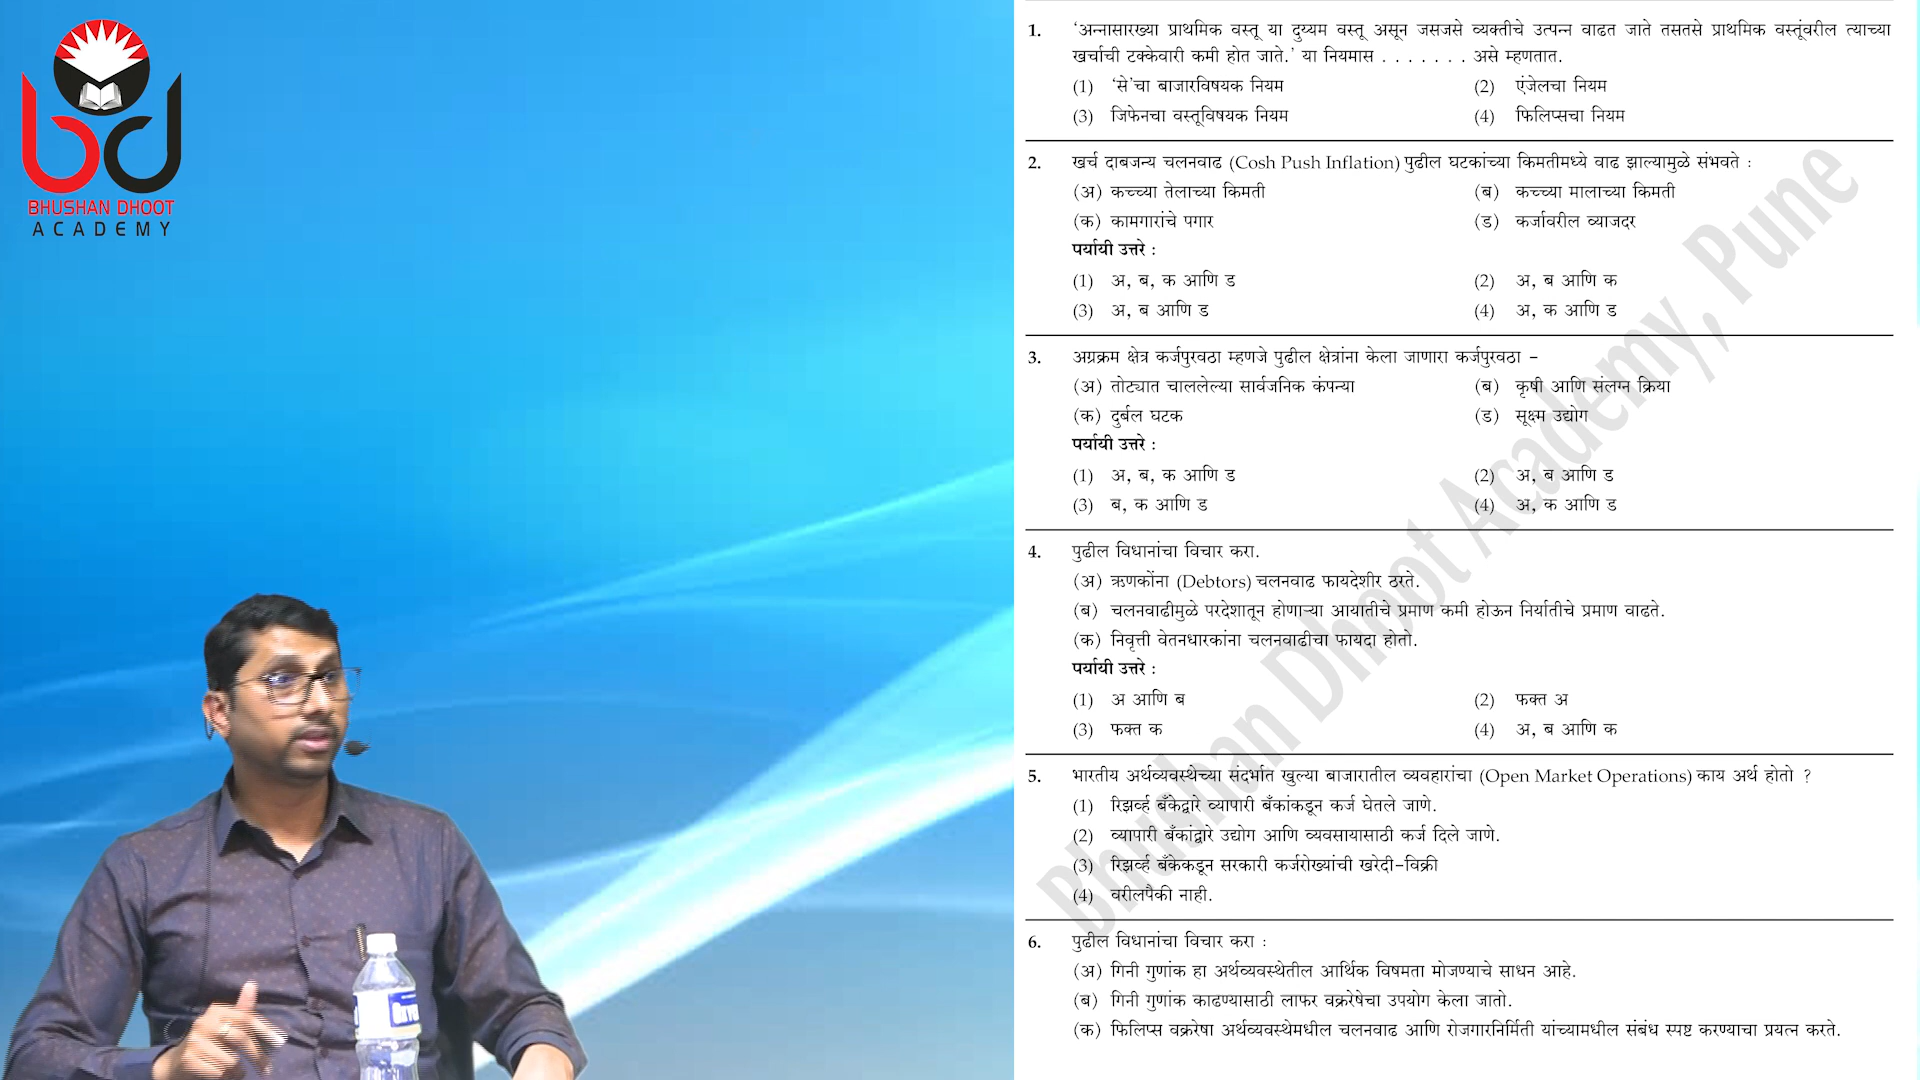 BHUSHAN DHOOT
ACADEMY
1. ‘अन्नासारख्या प्राथमिक वस्तू या दुय्यम वस्तू असून जसजसे व्यक्तीचे उत्पन्न वाढत जाते तसतसे प्राथमिक वस्तूंवरील त्याच्या
खर्चाची टक्केवारी कमी होत जाते.’ या नियमास . . . . . . . असे म्हणतात.
(1) ‘से’चा बाजारविषयक नियम (2) एंजेलचा नियम
(3) जिफेनचा वस्तूविषयक नियम (4) फिलिप्सचा नियम
2. खर्च दाबजन्य चलनवाढ (Cosh Push Inflation) पुढील घटकांच्या किमतीमध्ये वाढ झाल्यामुळे संभवते :
(अ) कच्च्या तेलाच्या किमती (ब) कच्च्या मालाच्या किमती
(क) कामगारांचे पगार (ड) कर्जावरील व्याजदर
पर्यायी उत्तरे :
(1) अ, ब, क आणि ड (2) अ, ब आणि क
(3) अ, ब आणि ड (4) अ, क आणि ड
3. अग्रक्रम क्षेत्र कर्जपुरवठा म्हणजे पुढील क्षेत्रांना केला जाणारा कर्जपुरवठा –
(अ) तोट्यात चाललेल्या सार्वजनिक कंपन्या (ब) कृषी आणि संलग्न क्रिया
(क) दुर्बल घटक (ड) सूक्ष्म उद्योग
पर्यायी उत्तरे :
(1) अ, ब, क आणि ड (2) अ, ब आणि ड
(3) ब, क आणि ड (4) अ, क आणि ड
4. पुढील विधानांचा विचार करा.
(अ) ऋणकोंना (Debtors) चलनवाढ फायदेशीर ठरते.
(ब) चलनवाढीमुळे परदेशातून होणाऱ्या आयातीचे प्रमाण कमी होऊन निर्यातीचे प्रमाण वाढते.
(क) निवृत्ती वेतनधारकांना चलनवाढीचा फायदा होतो.
पर्यायी उत्तरे :
(1) अ आणि ब (2) फक्त अ
(3) फक्त क (4) अ, ब आणि क
5. भारतीय अर्थव्यवस्थेच्या संदर्भात खुल्या बाजारातील व्यवहारांचा (Open Market Operations) काय अर्थ होतो ?
(1) रिझर्व्ह बँकेद्वारे व्यापारी बँकांकडून कर्ज घेतले जाणे.
(2) व्यापारी बँकांद्वारे उद्योग आणि व्यवसायासाठी कर्ज दिले जाणे.
(3) रिझर्व्ह बँकेकडून सरकारी कर्जरोख्यांची खरेदी–विक्री
(4) वरीलपैकी नाही.
6. पुढील विधानांचा विचार करा :
(अ) गिनी गुणांक हा अर्थव्यवस्थेतील आर्थिक विषमता मोजण्याचे साधन आहे.
(ब) गिनी गुणांक काढण्यासाठी लाफर वक्ररेषेचा उपयोग केला जातो.
(क) फिलिप्स वक्ररेषा अर्थव्यवस्थेमधील चलनवाढ आणि रोजगारनिर्मिती यांच्यामधील संबंध स्पष्ट करण्याचा प्रयत्न करते.
Bhushan Dhoot Academy, Pune